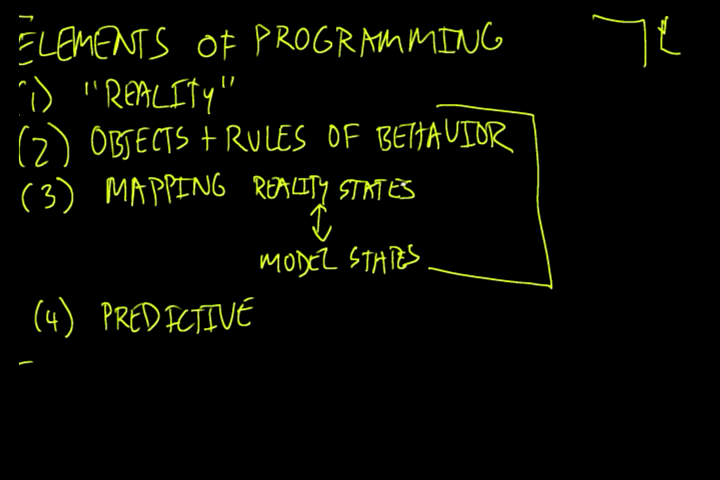 ELEMENTS OF PROGRAMMING
1) "REALITY"
(2) OBJECTS + RULES OF BEHAVIOR
(3) MAPPING REALITY STATES
MODEL STATES
(4) PREDICTIVE